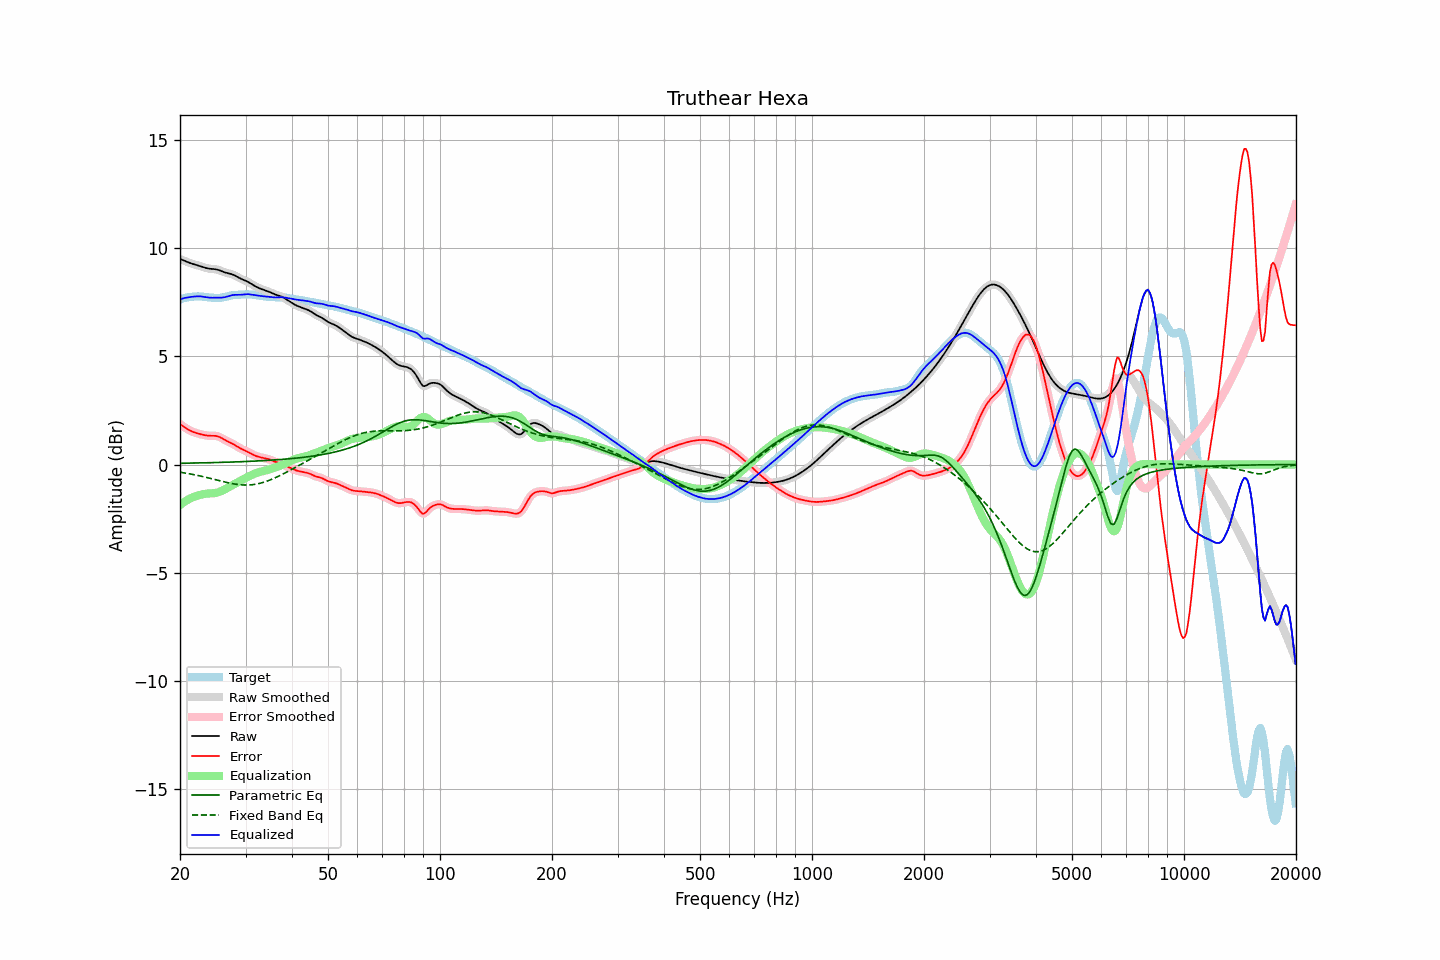 Truthear Hexa
Amplitude (dBr)
15
10
5
0
−5
−10
−15
Target
Raw Smoothed
Error Smoothed
Raw
Error
Equalization
Parametric Eq
Fixed Band Eq
Equalized
20
50
100
200
500
1000
2000
5000
10000
20000
Frequency (Hz)